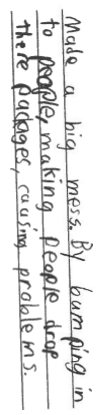 Made a big mess. By bumping in
to people, making people drop
there packages, causing problems.